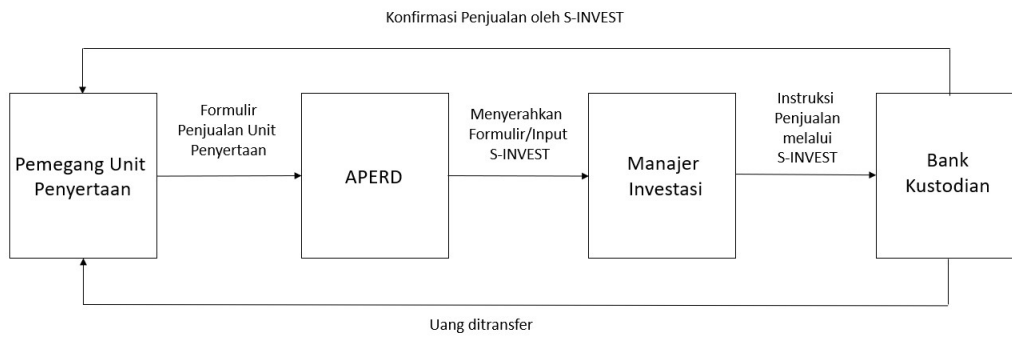 Konfirmasi Penjualan oleh S-INVEST
Formulir
Penjualan Unit
Penyertaan
Menyerahkan
Formulir/Input
S-INVEST
Instruksi
Penjualan
melalui
S-INVEST
Pemegang Unit
Penyertaan
APERD
Manajer
Investasi
Bank
Kustodian
Uang ditransfer